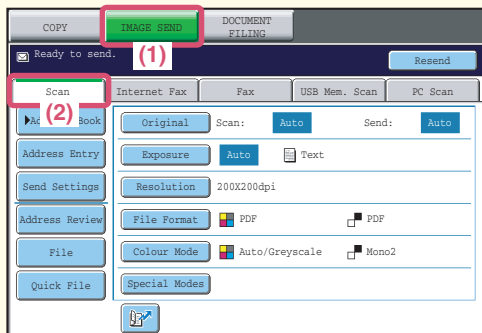 COPY
IMAGE SEND
DOCUMENT
FILING
Ready to send.
(1)
Resend
Scan
Internet Fax
Fax
USB Mem. Scan
PC Scan
(2)
Book
Original
Scan:
Auto
Send:
Auto
Address Entry
Exposure
Auto
Text
Send Settings
Resolution
200X200dpi
Address Review
File Format
PDF
PDF
File
Colour Mode
Auto/Greyscale
Mono2
Quick File
Special Modes